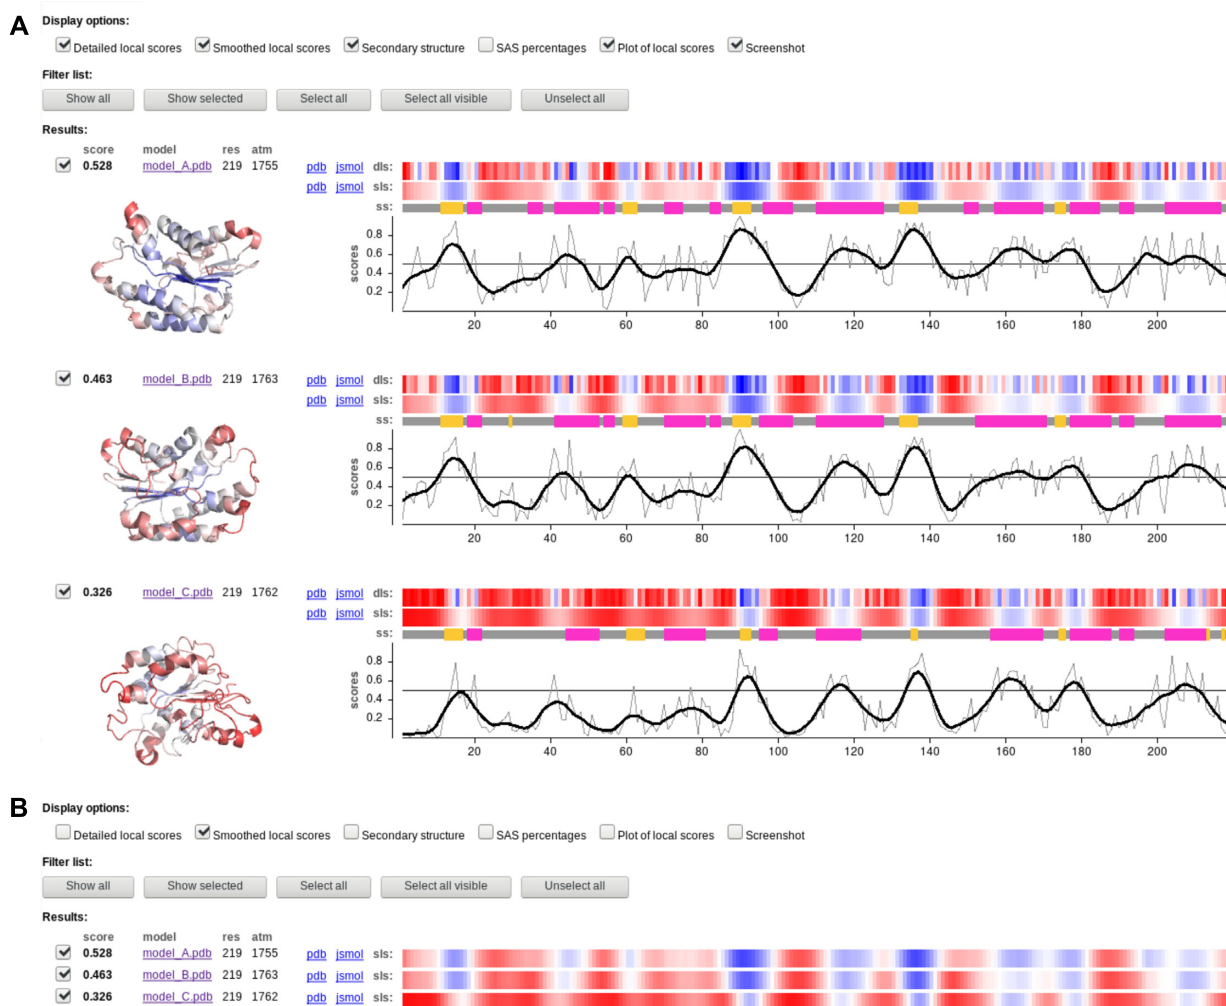 A
Display options:
Detailed local scores Smoothed local scores Secondary structure SAS percentages Plot of local scores Screenshot
Filter list:
Show all Show selected Select all Select all visible Unselect all
Results:
score model res atm
0.528 model_A.pdb 219 1755 pdb jsmol dls:
pdb jsmol sls:
ss:
scores
0.8
0.6
0.4
0.2
20 40 60 80 100 120 140 160 180 200
0.463 model_B.pdb 219 1763 pdb jsmol dls:
pdb jsmol sls:
ss:
scores
0.8
0.6
0.4
0.2
20 40 60 80 100 120 140 160 180 200
0.326 model_C.pdb 219 1762 pdb jsmol dls:
pdb jsmol sls:
ss:
scores
0.8
0.6
0.4
0.2
20 40 60 80 100 120 140 160 180 200
B
Display options:
Detailed local scores Smoothed local scores Secondary structure SAS percentages Plot of local scores Screenshot
Filter list:
Show all Show selected Select all Select all visible Unselect all
Results:
score model res atm
0.528 model_A.pdb 219 1755 pdb jsmol sls:
0.463 model_B.pdb 219 1763 pdb jsmol sls:
0.326 model_C.pdb 219 1762 pdb jsmol sls: